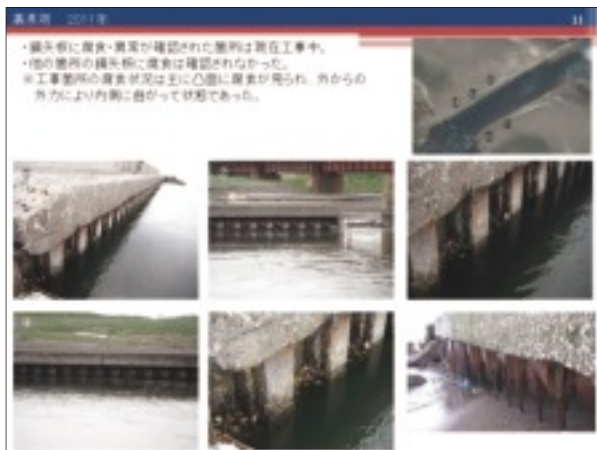 2011年
11
・鋼矢板に腐食・異常が確認された箇所は現在工事中。
・他の箇所の鋼矢板に腐食は確認されなかった。
※工事箇所の腐食状況は主に凸面に腐食が見られ、外からの
外力により内側に曲がって状態であった。